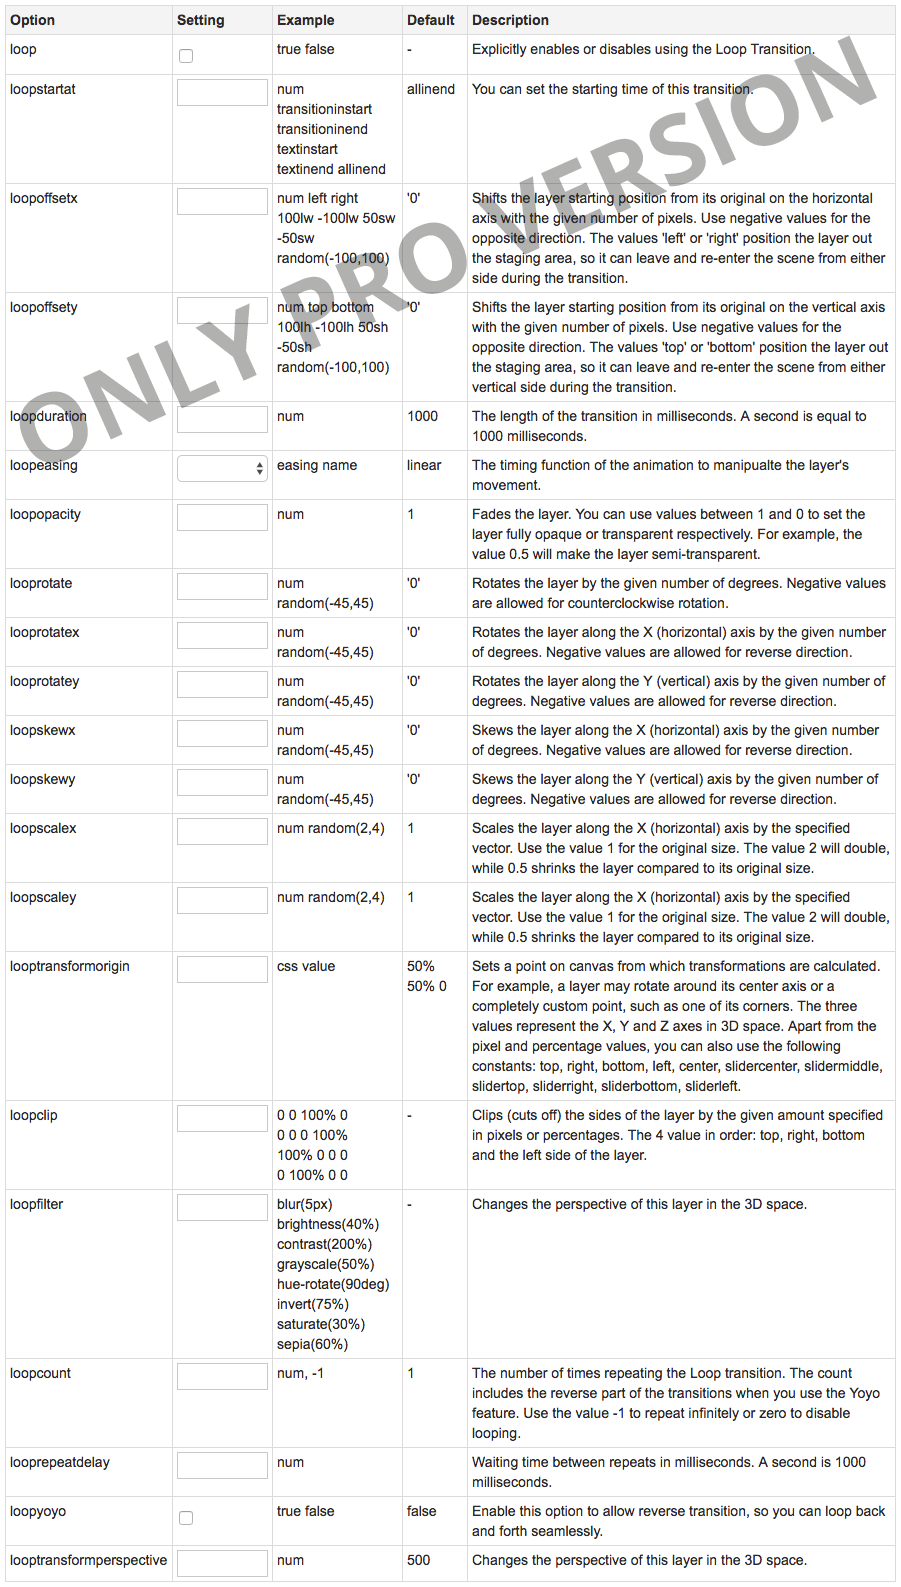 Option Setting Example Default Description
loop true false - Explicitly enables or disables using the Loop Transition.
loopstartat num allinend You can set the starting time of this transition.
transitioninstart
transitioninend
textinstart
textinend allinend
loopoffsetx num left right '0' Shifts the layer starting position from its original on the horizontal
100lw -100lw 50sw axis with the given number of pixels. Use negative values for the
-50sw opposite direction. The values 'left' or 'right' position the layer out
random(-100,100) the staging area, so it can leave and re-enter the scene from either
side during the transition.
loopoffsety num top bottom '0' Shifts the layer starting position from its original on the vertical axis
100lh -100lh 50sh with the given number of pixels. Use negative values for the
-50sh opposite direction. The values 'top' or 'bottom' position the layer out
random(-100,100) the staging area, so it can leave and re-enter the scene from either
vertical side during the transition.
loopduration num 1000 The length of the transition in milliseconds. A second is equal to
1000 milliseconds.
loopeasing easing name linear The timing function of the animation to manipualte the layer's
movement.
loopopacity num 1 Fades the layer. You can use values between 1 and 0 to set the
layer fully opaque or transparent respectively. For example, the
value 0.5 will make the layer semi-transparent.
looprotate num '0' Rotates the layer by the given number of degrees. Negative values
random(-45,45) are allowed for counterclockwise rotation.
looprotatex num '0' Rotates the layer along the X (horizontal) axis by the given number
random(-45,45) of degrees. Negative values are allowed for reverse direction.
looprotatey num '0' Rotates the layer along the Y (vertical) axis by the given number of
random(-45,45) degrees. Negative values are allowed for reverse direction.
loopskewx num '0' Skews the layer along the X (horizontal) axis by the given number
random(-45,45) of degrees. Negative values are allowed for reverse direction.
loopskewy num '0' Skews the layer along the Y (vertical) axis by the given number of
random(-45,45) degrees. Negative values are allowed for reverse direction.
loopscalex num random(2,4) 1 Scales the layer along the X (horizontal) axis by the specified
vector. Use the value 1 for the original size. The value 2 will double,
while 0.5 shrinks the layer compared to its original size.
loopscaley num random(2,4) 1 Scales the layer along the X (horizontal) axis by the specified
vector. Use the value 1 for the original size. The value 2 will double,
while 0.5 shrinks the layer compared to its original size.
looptransformorigin css value 50% Sets a point on canvas from which transformations are calculated.
50% 0 For example, a layer may rotate around its center axis or a
completely custom point, such as one of its corners. The three
values represent the X, Y and Z axes in 3D space. Apart from the
pixel and percentage values, you can also use the following
constants: top, right, bottom, left, center, slidercenter, slidermiddle,
slidertop, sliderright, sliderbottom, sliderleft.
loopclip 0 0 100% 0 - Clips (cuts off) the sides of the layer by the given amount specified
0 0 0 100% in pixels or percentages. The 4 value in order: top, right, bottom
100% 0 0 0 and the left side of the layer.
0 100% 0 0
loopfilter blur(5px) - Changes the perspective of this layer in the 3D space.
brightness(40%)
contrast(200%)
grayscale(50%)
hue-rotate(90deg)
invert(75%)
saturate(30%)
sepia(60%)
loopcount num, -1 1 The number of times repeating the Loop transition. The count
includes the reverse part of the transitions when you use the Yoyo
feature. Use the value -1 to repeat infinitely or zero to disable
looping.
looprepeatdelay num Waiting time between repeats in milliseconds. A second is 1000
milliseconds.
loopyoyo true false false Enable this option to allow reverse transition, so you can loop back
and forth seamlessly.
looptransformperspective num 500 Changes the perspective of this layer in the 3D space.
ONLY PRO VERSION